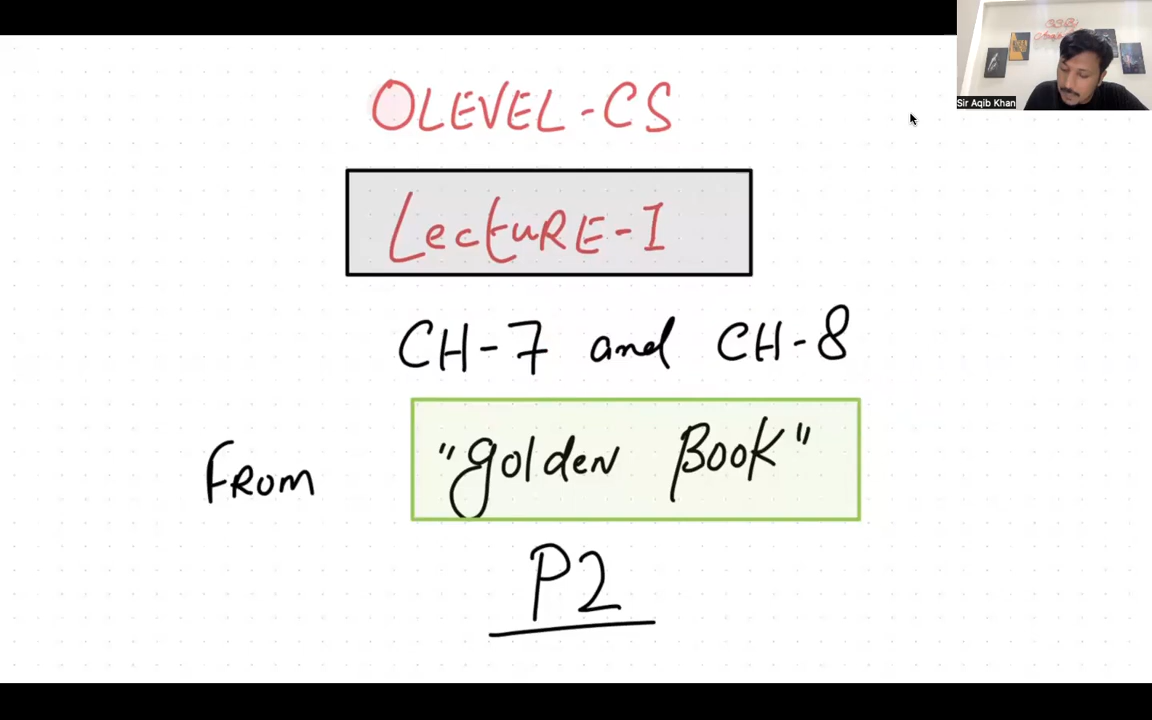 OLEVEL-CS
LectuRE-I
CH-7 and CH-8
FRom "golden Book"
P2
Sir Aqib Khan